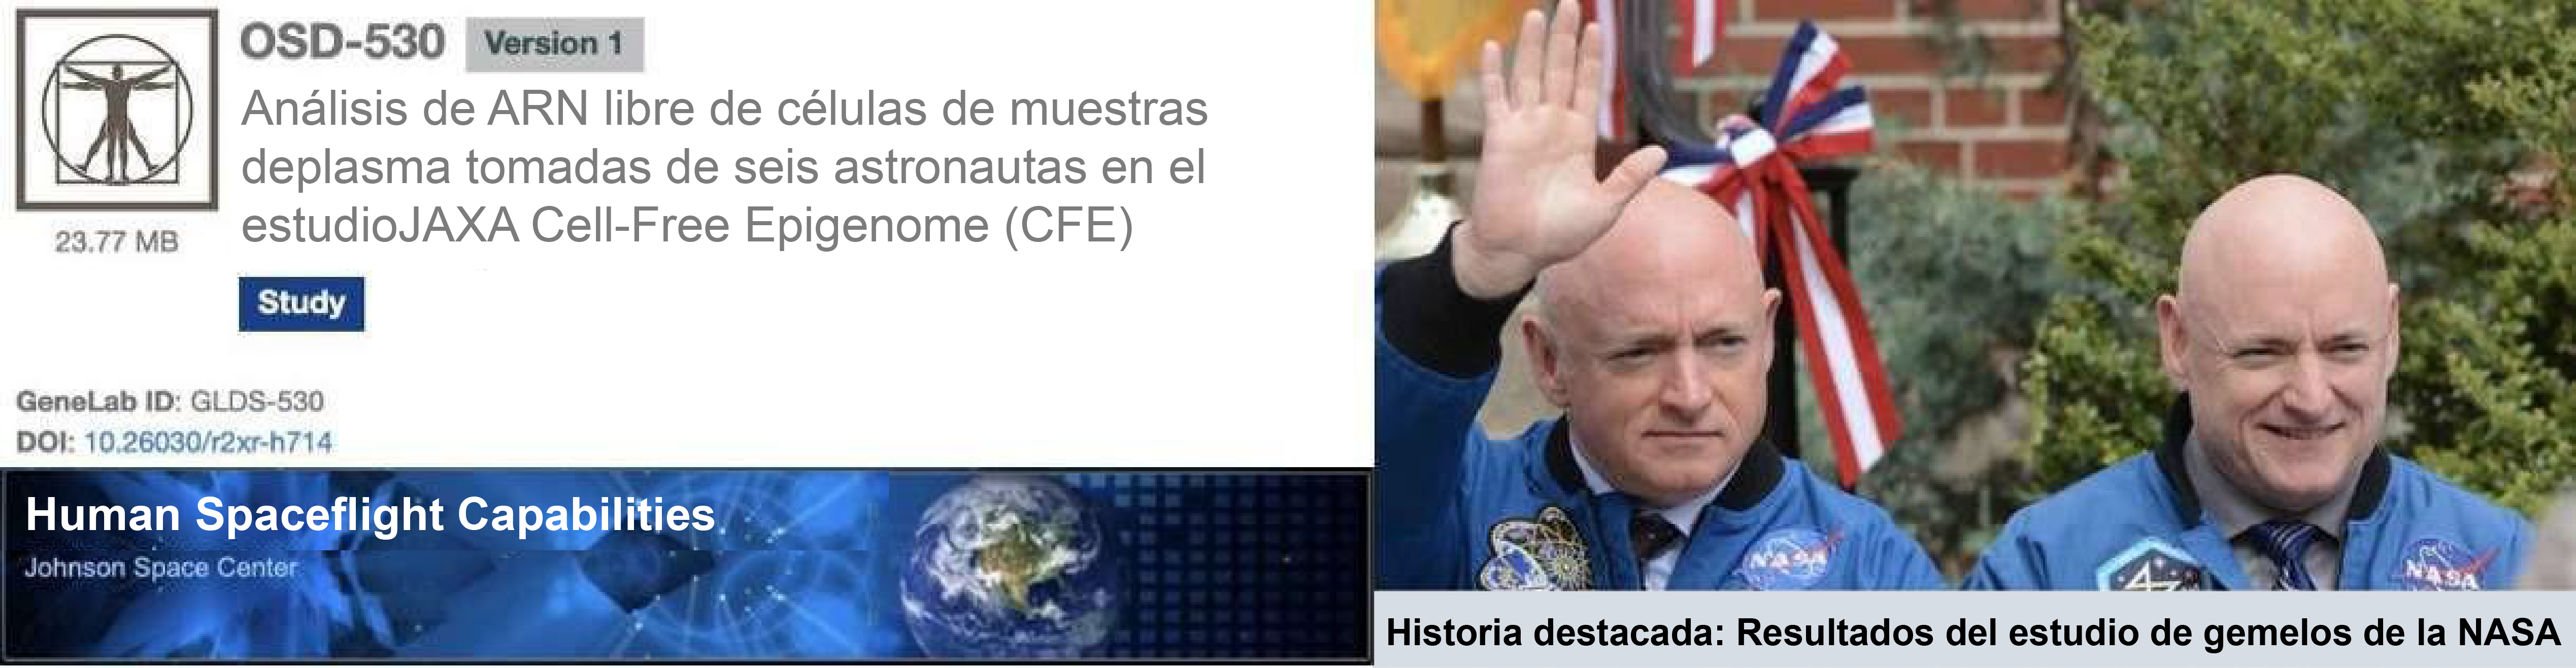 OSD-530 Version 1
Análisis de ARN libre de células de muestras
deplasma tomadas de seis astronautas en el
estudioJAXA Cell-Free Epigenome (CFE)
23.77 MB
Study
GeneLab ID: GLDS-530
DOI: 10.26030/r2xr-h714
Human Spaceflight Capabilities
Johnson Space Center
NASA
NASA
Historia destacada: Resultados del estudio de gemelos de la NASA